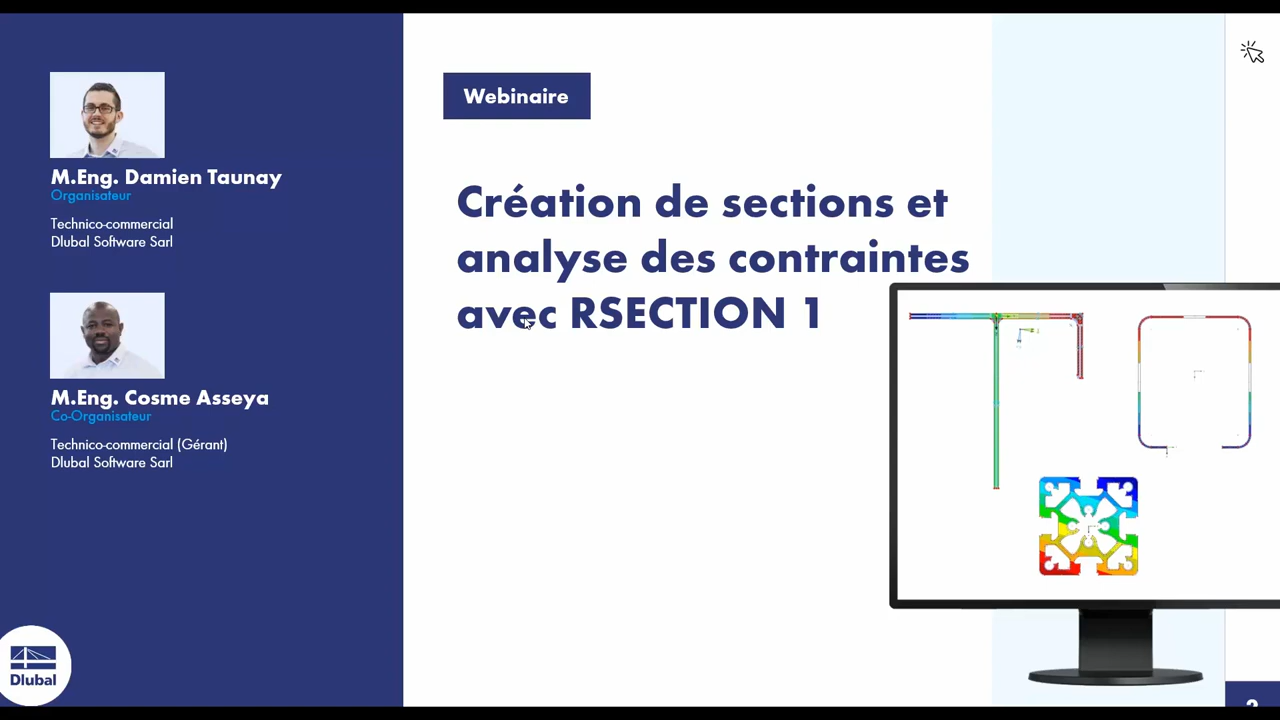 M.Eng. Damien Taunay
Organisateur
Technico-commercial
Dlubal Software Sarl
M.Eng. Cosme Asseya
Co-Organisateur
Technico-commercial (Gérant)
Dlubal Software Sarl
Dlubal
Webinaire
Création de sections et
analyse des contraintes
avec RSECTION 1